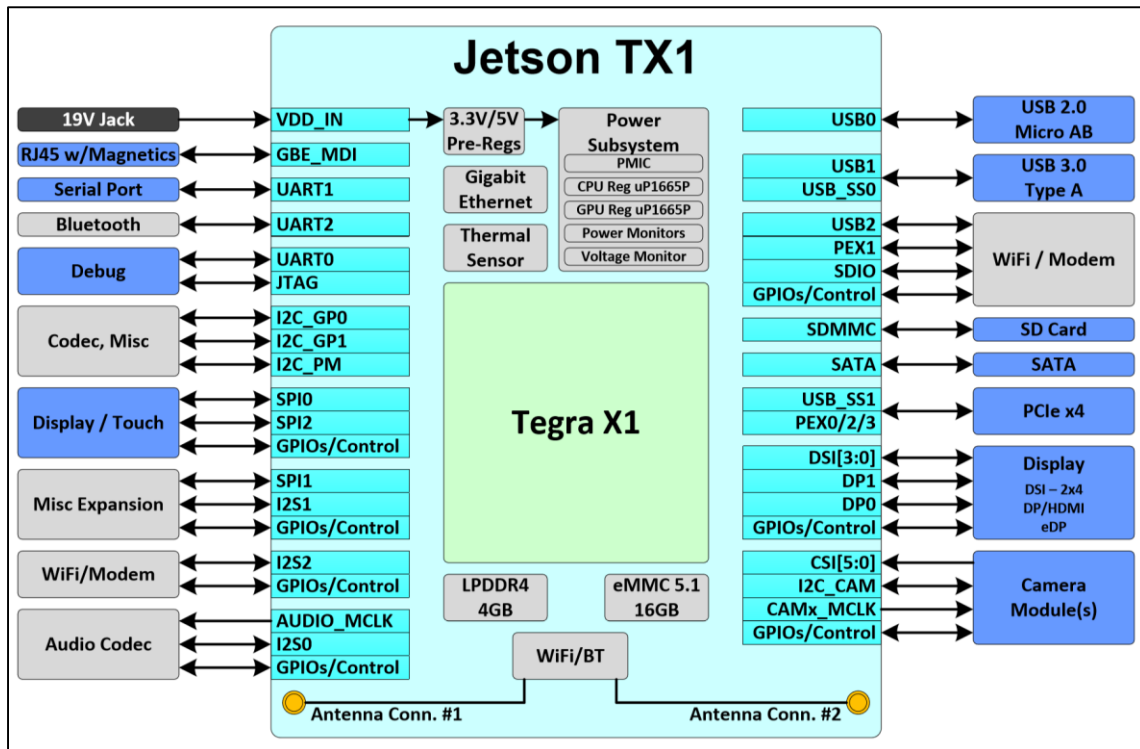 Jetson TX1
19V Jack
RJ45 w/Magnetics
Serial Port
Bluetooth
Debug
Codec, Misc
Display / Touch
Misc Expansion
WiFi/Modem
Audio Codec
VDD_IN
GBE_MDI
UART1
UART2
UART0
JTAG
I2C_GP0
I2C_GP1
I2C_PM
SPI0
SPI2
GPIOs/Control
SPI1
I2S1
GPIOs/Control
I2S2
GPIOs/Control
AUDIO_MCLK
I2S0
GPIOs/Control
3.3V/5V
Pre-Regs
Gigabit
Ethernet
Thermal
Sensor
Power
Subsystem
PMIC
CPU Reg uP1665P
GPU Reg uP1665P
Power Monitors
Voltage Monitor
Tegra X1
LPDDR4
4GB
eMMC 5.1
16GB
WiFi/BT
Antenna Conn. #1
Antenna Conn. #2
USB0
USB1
USB_SS0
USB2
PEX1
SDIO
GPIOs/Control
SDMMC
SATA
USB_SS1
PEX0/2/3
DSI[3:0]
DP1
DP0
GPIOs/Control
CSI[5:0]
I2C_CAM
CAMx_MCLK
GPIOs/Control
USB 2.0
Micro AB
USB 3.0
Type A
WiFi / Modem
SD Card
SATA
PCIe x4
Display
DSI – 2x4
DP/HDMI
eDP
Camera
Module(s)